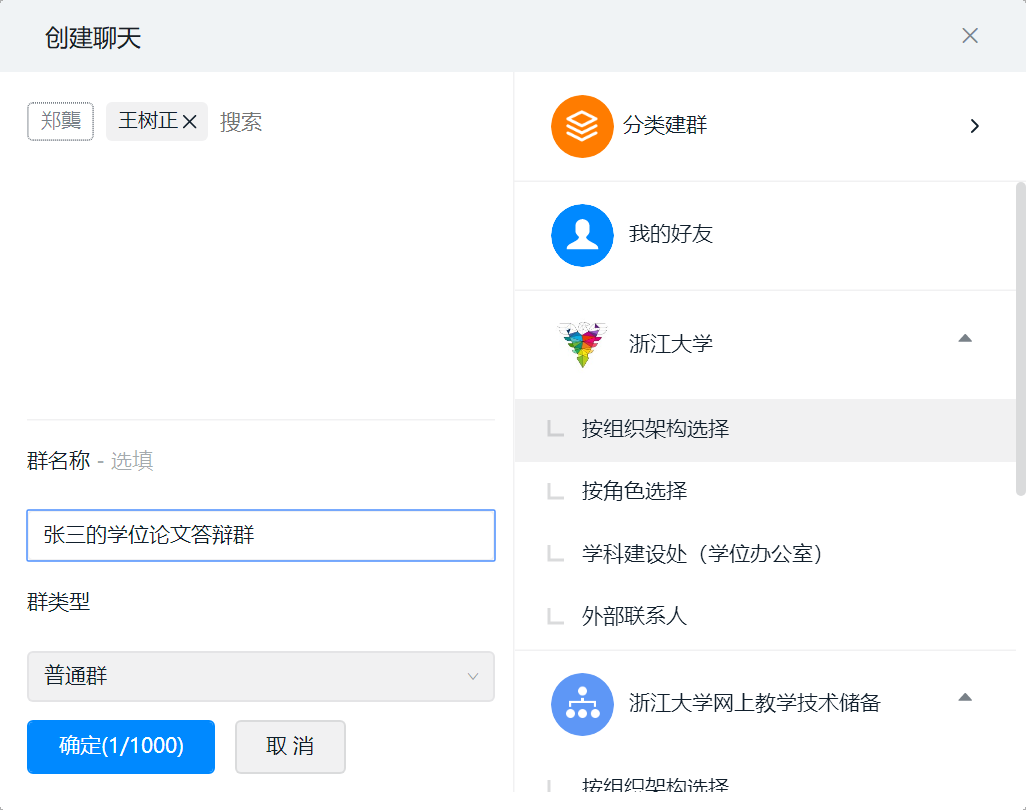 创建聊天
郑龑 王树正 搜索
群名称 - 选填
张三的学位论文答辩群
群类型
普通群
确定(1/1000) 取 消
分类建群
我的好友
浙江大学
按组织架构选择
按角色选择
学科建设处（学位办公室）
外部联系人
浙江大学网上教学技术储备
按组织架构选择